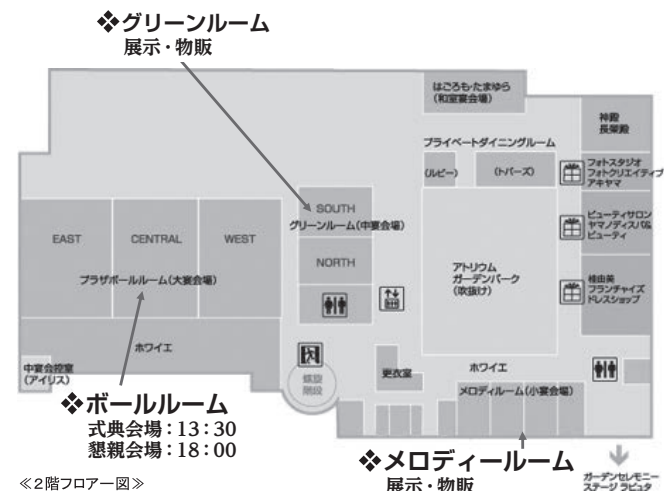 ❖グリーンルーム
展示・物販
はごろも・たまゆら
(和室宴会場)
神殿
長栄殿
プライベートダイニングルーム
(ルビー)
(トパーズ)
フォトスタジオ
フォトクリエイティブ
アキヤマ
SOUTH
グリーンルーム(中宴会場)
NORTH
EAST
CENTRAL
WEST
プラザボールルーム(大宴会場)
アトリウム
ガーデンパーク
(吹抜け)
ビューティサロン
ヤマノディスパ&
ビューティ
桂由美
フランチャイズ
ドレスショップ
ホワイエ
中宴会控室
(アイリス)
螺旋
階段
更衣室
ホワイエ
メロディルーム(小宴会場)
❖ボールルーム
式典会場:13:30
懇親会場:18:00
❖メロディールーム
展示・物販
ガーデンセレモニー
ステージ ラピュタ
≪2階フロアー図≫